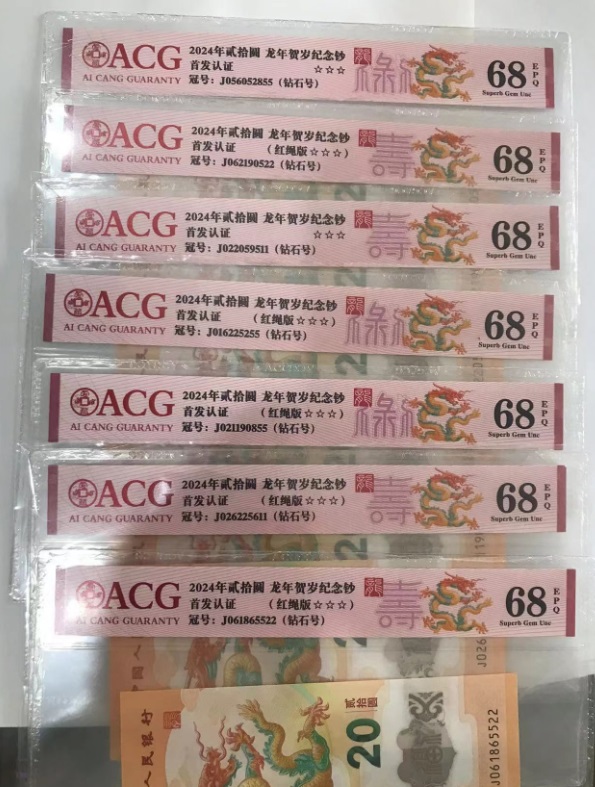 ACG
AI CANG GUARANTY
2024年贰拾圆 龙年贺岁纪念钞
首发认证 ☆☆☆
冠号：J056052855（钻石号）
禄
68
EPQ
Superb Gem Unc
ACG
AI CANG GUARANTY
2024年贰拾圆 龙年贺岁纪念钞
首发认证 （红绳版☆☆☆）
冠号：J062190522（钻石号）
壽
68
EPQ
Superb Gem Unc
ACG
AI CANG GUARANTY
2024年贰拾圆 龙年贺岁纪念钞
首发认证 ☆☆☆
冠号：J022059511（钻石号）
壽
68
EPQ
Superb Gem Unc
ACG
AI CANG GUARANTY
2024年贰拾圆 龙年贺岁纪念钞
首发认证 （红绳版☆☆☆）
冠号：J016225255（钻石号）
禄
68
EPQ
Superb Gem Unc
ACG
AI CANG GUARANTY
2024年贰拾圆 龙年贺岁纪念钞
首发认证 （红绳版☆☆☆）
冠号：J021190855（钻石号）
禄
68
EPQ
Superb Gem Unc
ACG
AI CANG GUARANTY
2024年贰拾圆 龙年贺岁纪念钞
首发认证 （红绳版☆☆☆）
冠号：J026225611（钻石号）
壽
68
EPQ
Superb Gem Unc
ACG
AI CANG GUARANTY
2024年贰拾圆 龙年贺岁纪念钞
首发认证 （红绳版☆☆☆）
冠号：J061865522（钻石号）
壽
68
EPQ
Superb Gem Unc
J026
人民银行
贰拾圆
20
J061865522